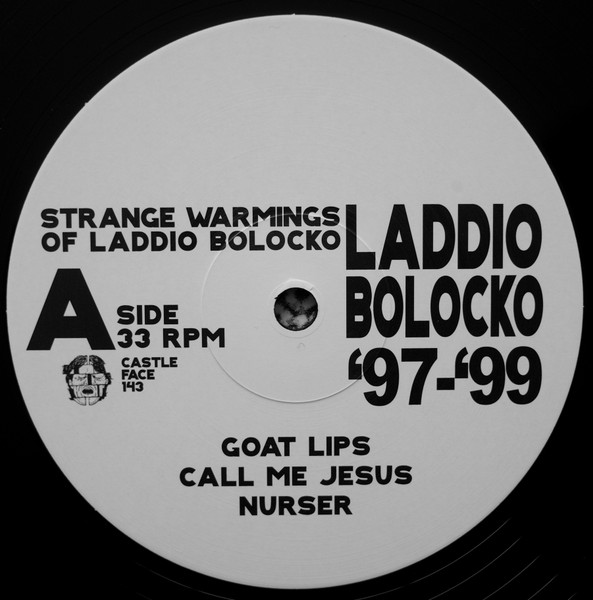 STRANGE WARMINGS
OF LADDIO BOLOCKO
LADDIO
BOLOCKO
‘97-‘99
A SIDE
33 RPM
CASTLE
FACE
143
GOAT LIPS
CALL ME JESUS
NURSER